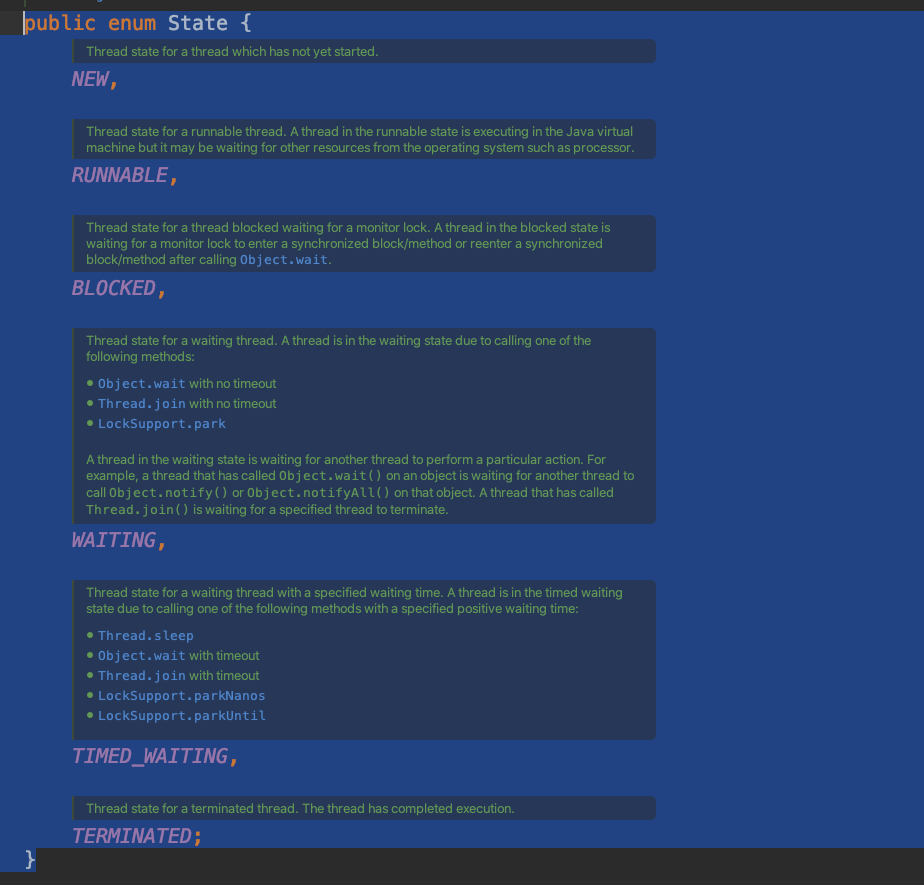 public enum State {
Thread state for a thread which has not yet started.
NEW,
Thread state for a runnable thread. A thread in the runnable state is executing in the Java virtual
machine but it may be waiting for other resources from the operating system such as processor.
RUNNABLE,
Thread state for a thread blocked waiting for a monitor lock. A thread in the blocked state is
waiting for a monitor lock to enter a synchronized block/method or reenter a synchronized
block/method after calling Object.wait.
BLOCKED,
Thread state for a waiting thread. A thread is in the waiting state due to calling one of the
following methods:
• Object.wait with no timeout
• Thread.join with no timeout
• LockSupport.park
A thread in the waiting state is waiting for another thread to perform a particular action. For
example, a thread that has called Object.wait() on an object is waiting for another thread to
call Object.notify() or Object.notifyAll() on that object. A thread that has called
Thread.join() is waiting for a specified thread to terminate.
WAITING,
Thread state for a waiting thread with a specified waiting time. A thread is in the timed waiting
state due to calling one of the following methods with a specified positive waiting time:
• Thread.sleep
• Object.wait with timeout
• Thread.join with timeout
• LockSupport.parkNanos
• LockSupport.parkUntil
TIMED_WAITING,
Thread state for a terminated thread. The thread has completed execution.
TERMINATED;
}